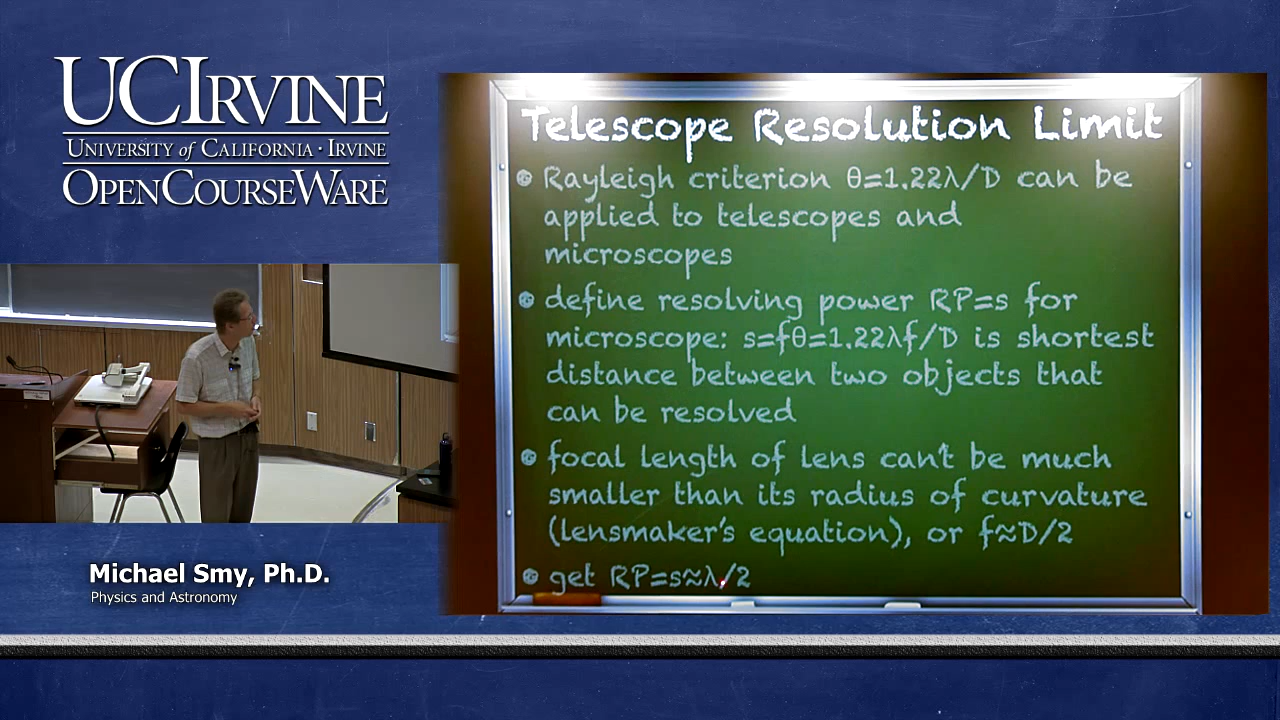 UCIRVINE
UNIVERSITY of CALIFORNIA · IRVINE
OPENCOURSEWARE
Telescope Resolution Limit
Rayleigh criterion θ=1.22λ/D can be
applied to telescopes and
microscopes
define resolving power RP=s for
microscope: s=fθ=1.22λf/D is shortest
distance between two objects that
can be resolved
focal length of lens can't be much
smaller than its radius of curvature
(lensmaker's equation), or f≈D/2
get RP=s≈λ/2
Michael Smy, Ph.D.
Physics and Astronomy